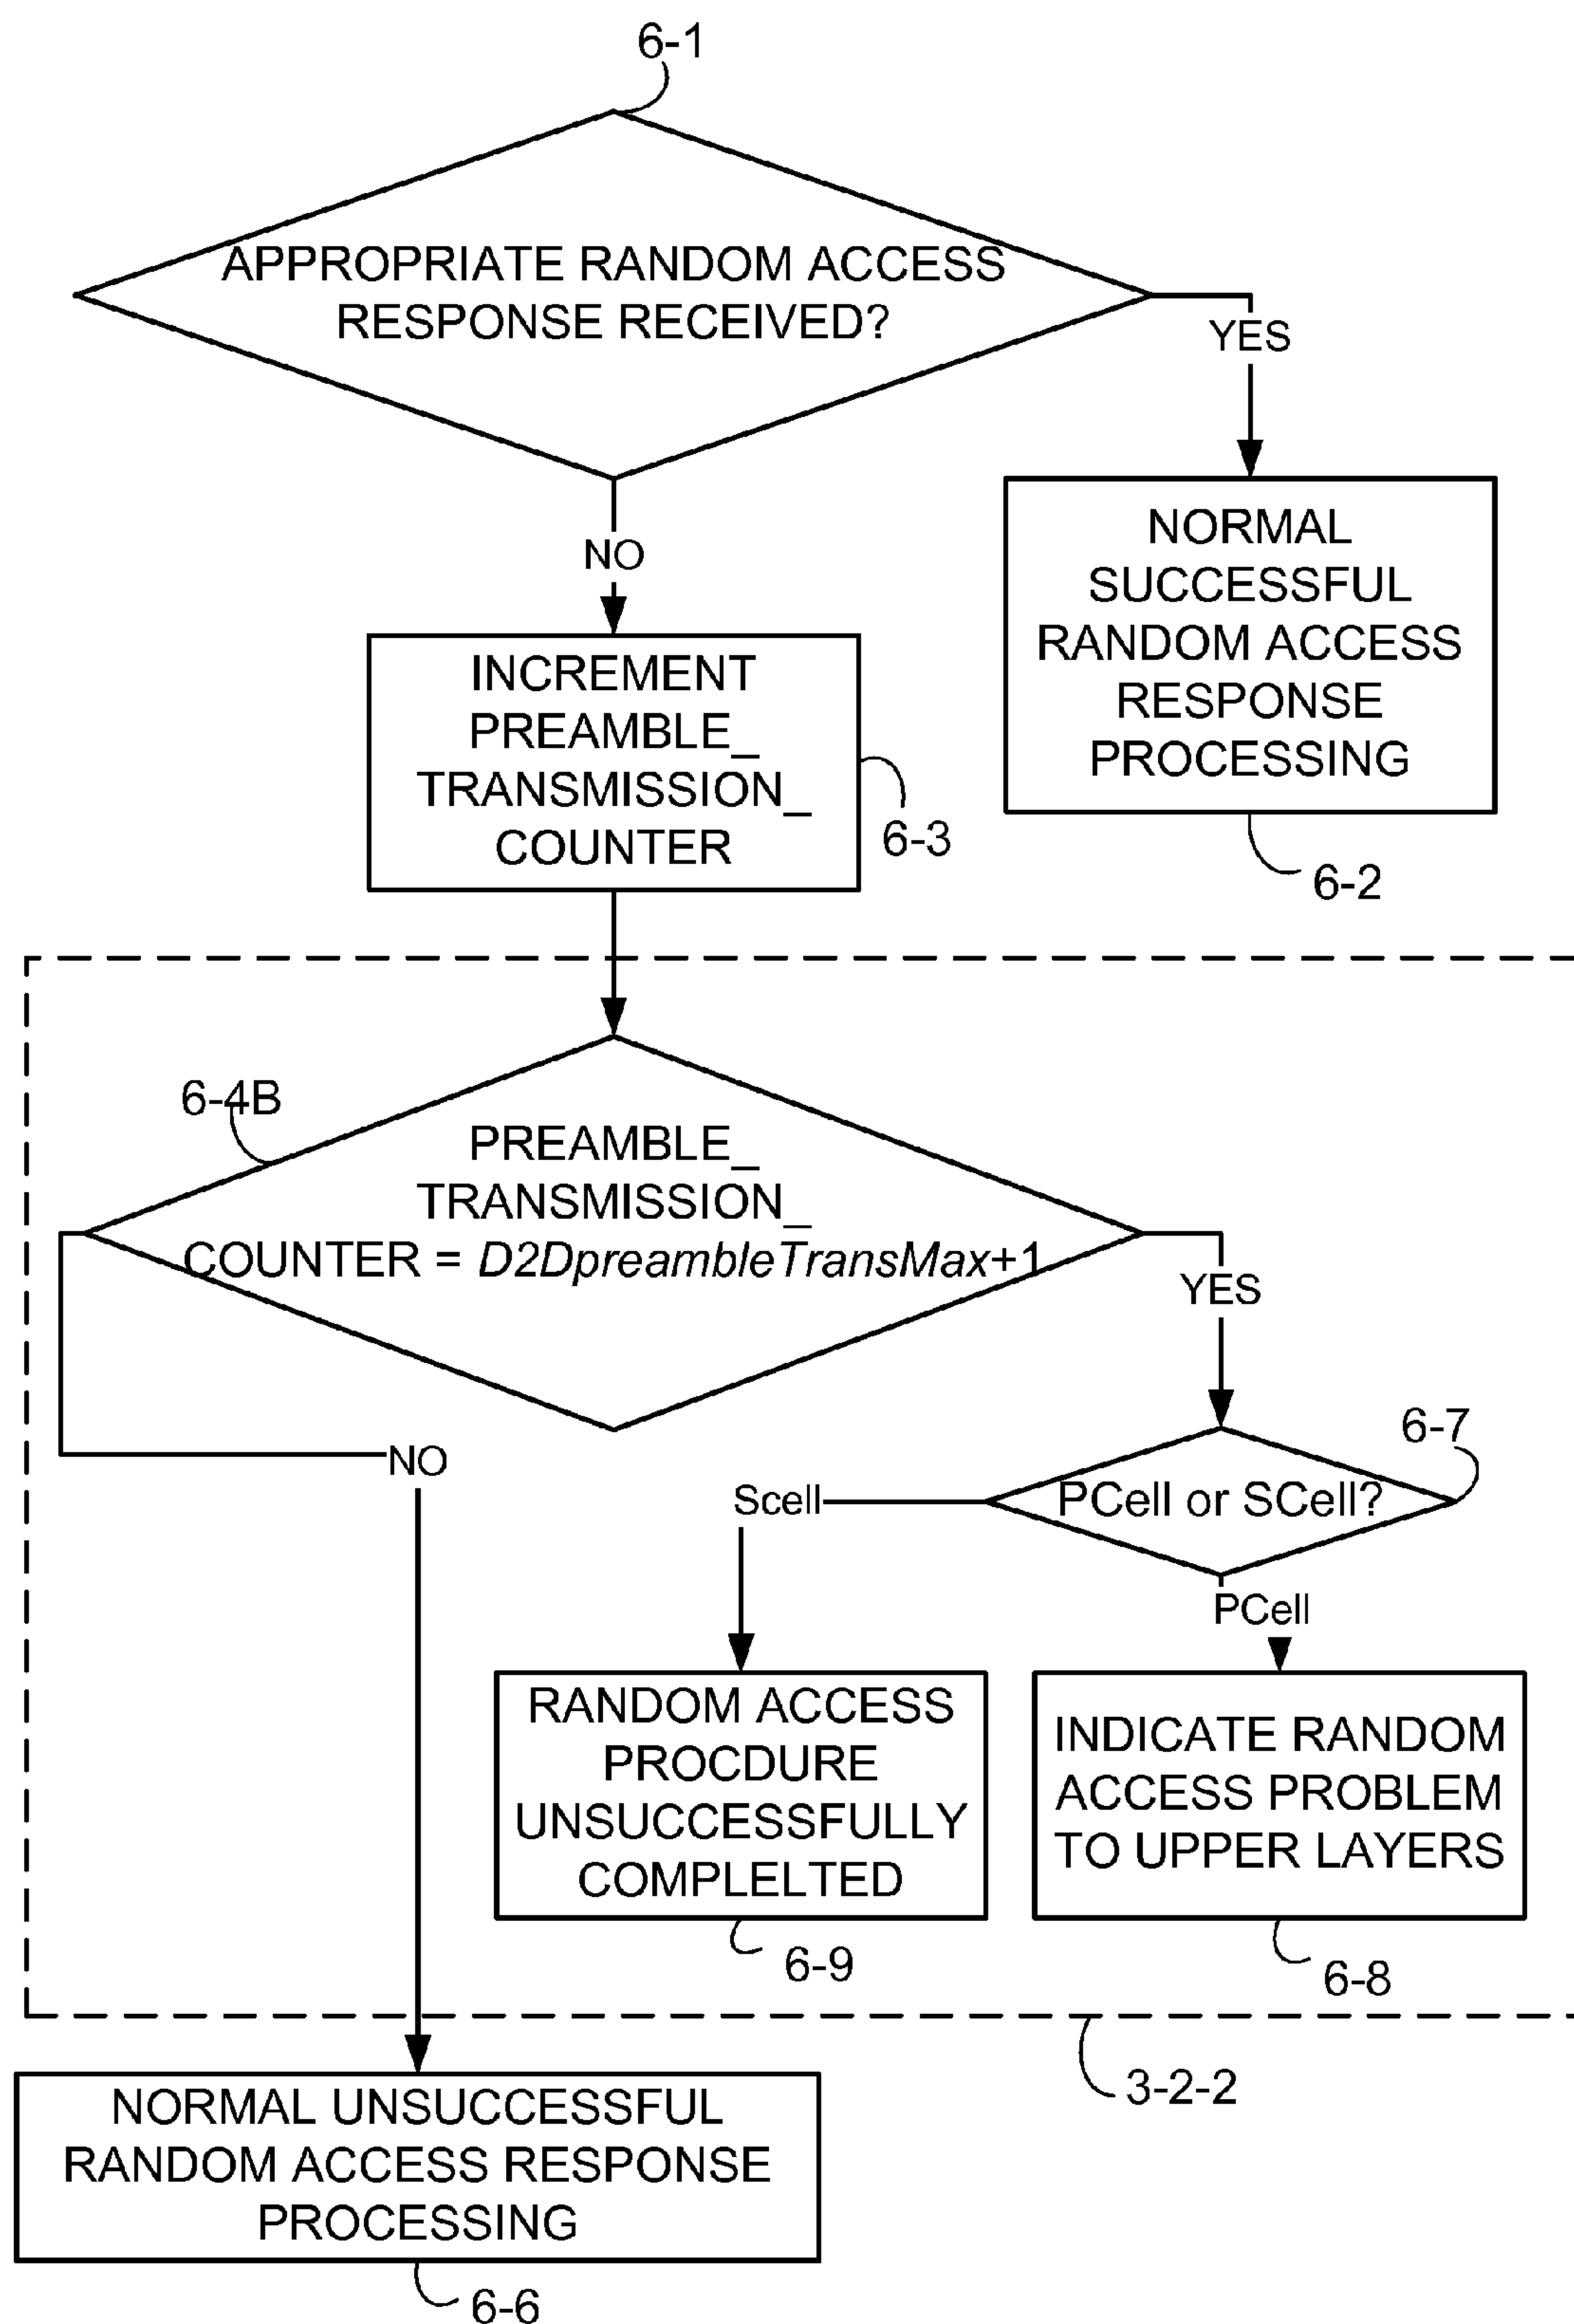 6-1
APPROPRIATE RANDOM ACCESS
RESPONSE RECEIVED?
YES
NO
NORMAL
SUCCESSFUL
RANDOM ACCESS
RESPONSE
PROCESSING
6-2
INCREMENT
PREAMBLE_
TRANSMISSION_
COUNTER
6-3
6-4B
PREAMBLE_
TRANSMISSION_
COUNTER = D2DpreambleTransMax+1
YES
NO
6-7
PCell or SCell?
Scell
PCell
RANDOM ACCESS
PROCDURE
UNSUCCESSFULLY
COMPLELTED
6-9
INDICATE RANDOM
ACCESS PROBLEM
TO UPPER LAYERS
6-8
3-2-2
NORMAL UNSUCCESSFUL
RANDOM ACCESS RESPONSE
PROCESSING
6-6